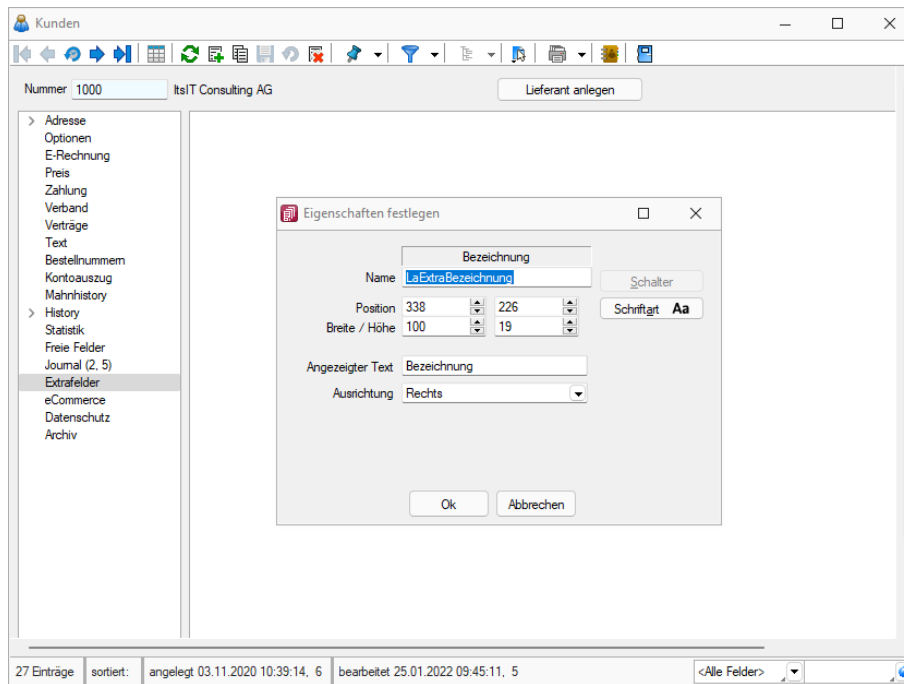 Kunden
Nummer 1000 ItsIT Consulting AG Lieferant anlegen
Adresse
Optionen
E-Rechnung
Preis
Zahlung
Verband
Verträge
Text
Bestellnummern
Kontoauszug
Mahnhistory
History
Statistik
Freie Felder
Journal (2, 5)
Extrafelder
eCommerce
Datenschutz
Archiv
Eigenschaften festlegen
Bezeichnung
Name LaExtraBezeichnung Schalter
Position 338 226 Schriftart Aa
Breite / Höhe 100 19
Angezeigter Text Bezeichnung
Ausrichtung Rechts
Ok Abbrechen
27 Einträge sortiert: angelegt 03.11.2020 10:39:14, 6 bearbeitet 25.01.2022 09:45:11, 5 <Alle Felder>